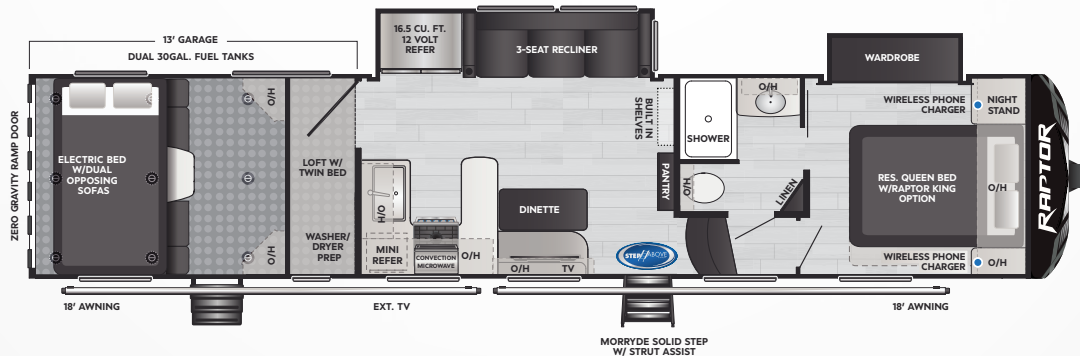 16.5 CU. FT.
12 VOLT
REFER
3-SEAT RECLINER
13' GARAGE
DUAL 30GAL. FUEL TANKS
WARDROBE
ZERO GRAVITY RAMP DOOR
ELECTRIC BED
W/DUAL
OPPOSING
SOFAS
O/H
O/H
LOFT W/
TWIN BED
WASHER/
DRYER
PREP
O/H
MINI
REFER
CONVECTION
MICROWAVE
O/H
DINETTE
O/H
TV
BUILT IN
SHELVES
PANTRY
SHOWER
O/H
O/H
LINEN
STEP ABOVE
WIRELESS PHONE
CHARGER
NIGHT
STAND
RES. QUEEN BED
W/RAPTOR KING
OPTION
O/H
WIRELESS PHONE
CHARGER
O/H
RAPTOR
18' AWNING
EXT. TV
18' AWNING
MORRYDE SOLID STEP
W/ STRUT ASSIST